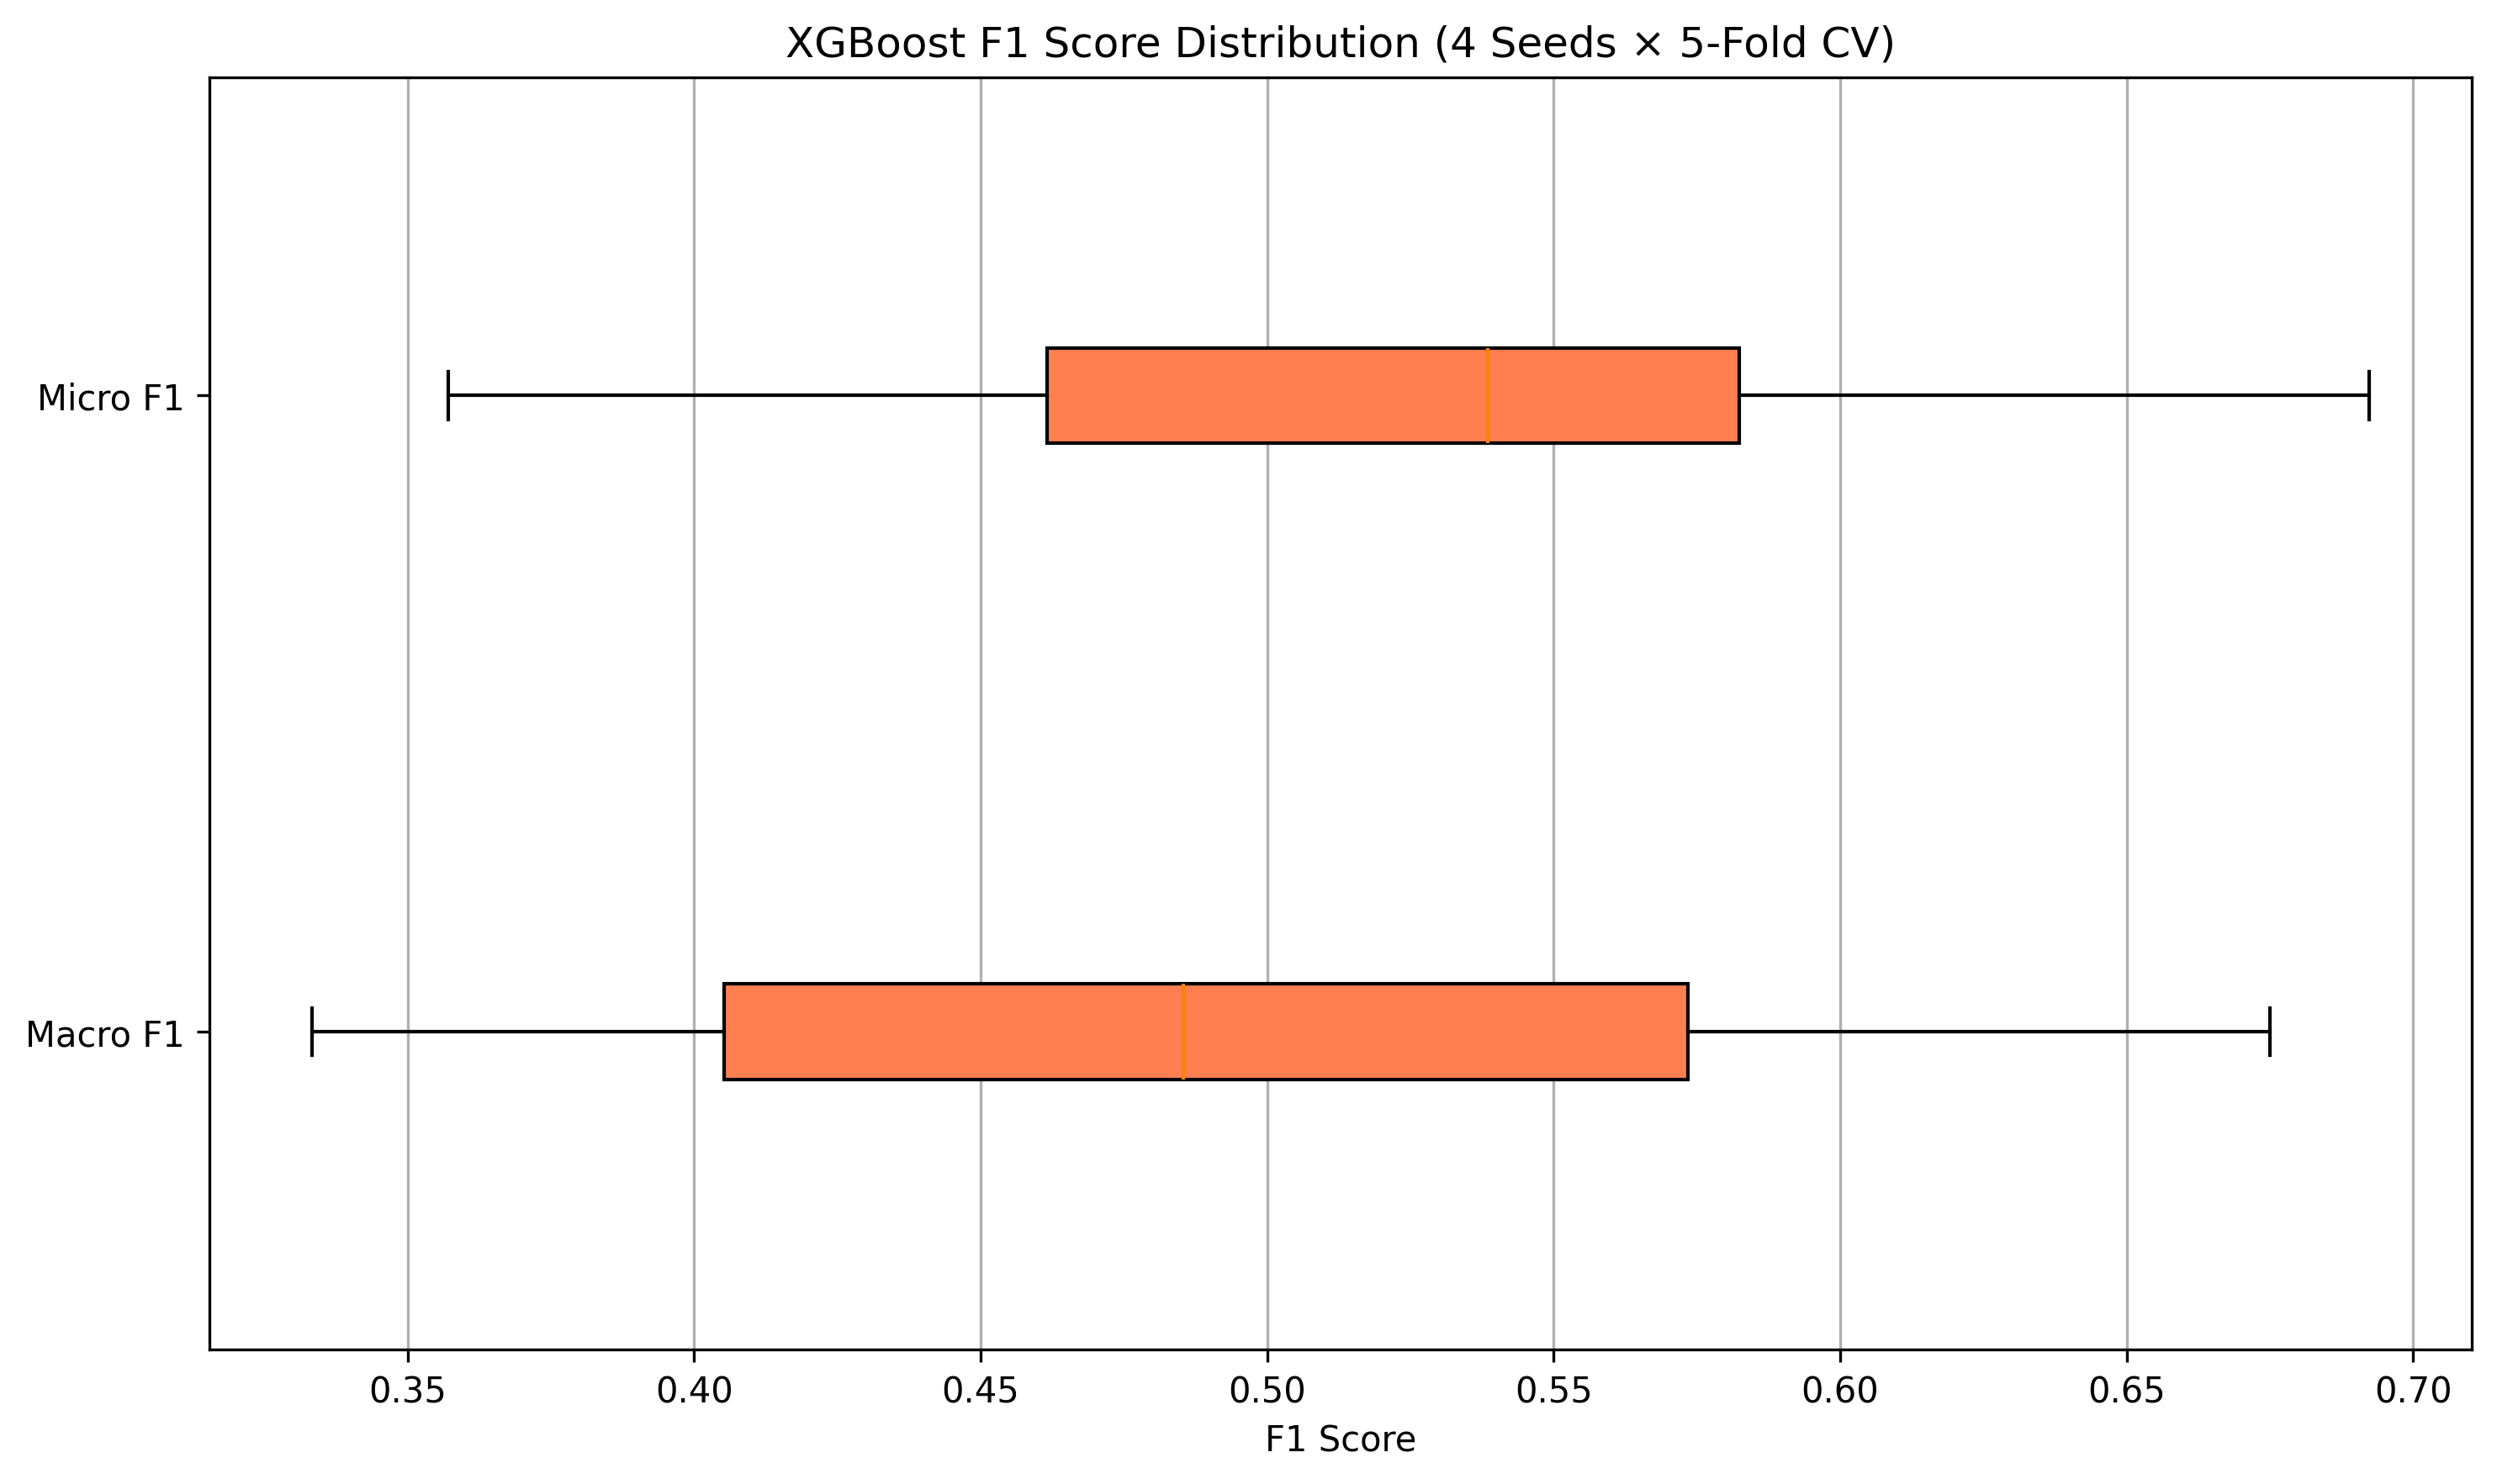 XGBoost F1 Score Distribution (4 Seeds × 5-Fold CV)
Micro F1
Macro F1
0.35 0.40 0.45 0.50 0.55 0.60 0.65 0.70
F1 Score